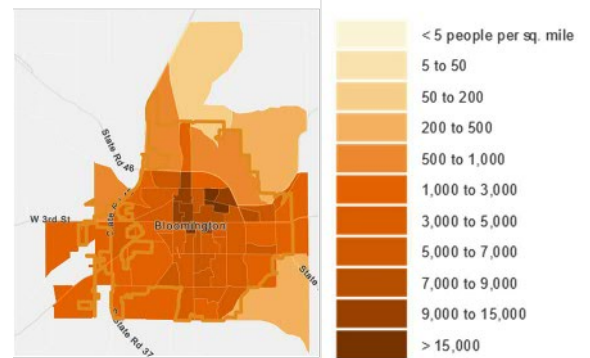 State Rd 46
W 3rd St
State
Bloomington
State
State Rd 37
< 5 people per sq. mile
5 to 50
50 to 200
200 to 500
500 to 1,000
1,000 to 3,000
3,000 to 5,000
5,000 to 7,000
7,000 to 9,000
9,000 to 15,000
> 15,000